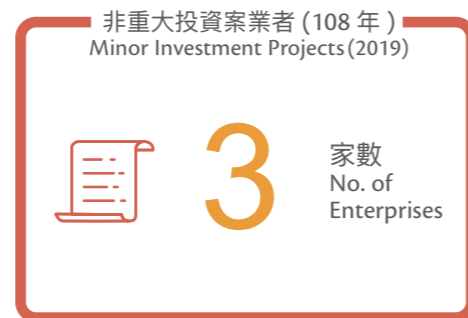 非重大投資案業者 (108 年 )
Minor Investment Projects (2019)
3
家數
No. of
Enterprises